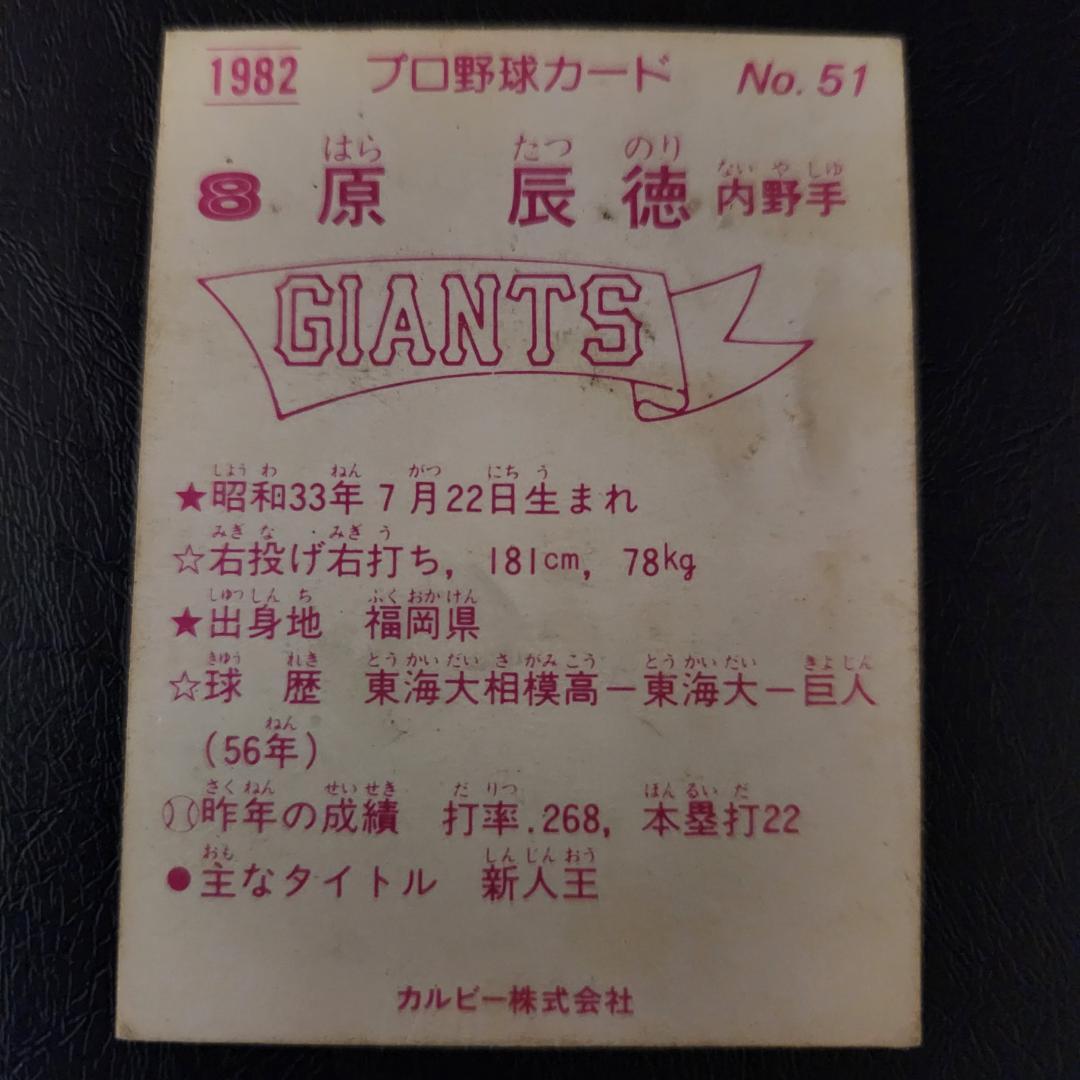 1982 プロ野球カード No.51
はら たつ のり ないやしゅ
8 原 辰徳 内野手
GIANTS
しょうわ ねん がつ にちう
★昭和33年7月22日生まれ
みぎな みぎう
☆右投げ右打ち, 181cm, 78kg
しゅっしんち ふくおかけん
★出身地 福岡県
きゅうれき とうかいだいさがみこう とうかいだい きょじん
☆球歴 東海大相模高ー東海大ー巨人
ねん
(56年)
さくねん せいせき だりつ ほんるいだ
昨年の成績 打率.268, 本塁打22
おも しんじんおう
●主なタイトル 新人王
カルビー株式会社